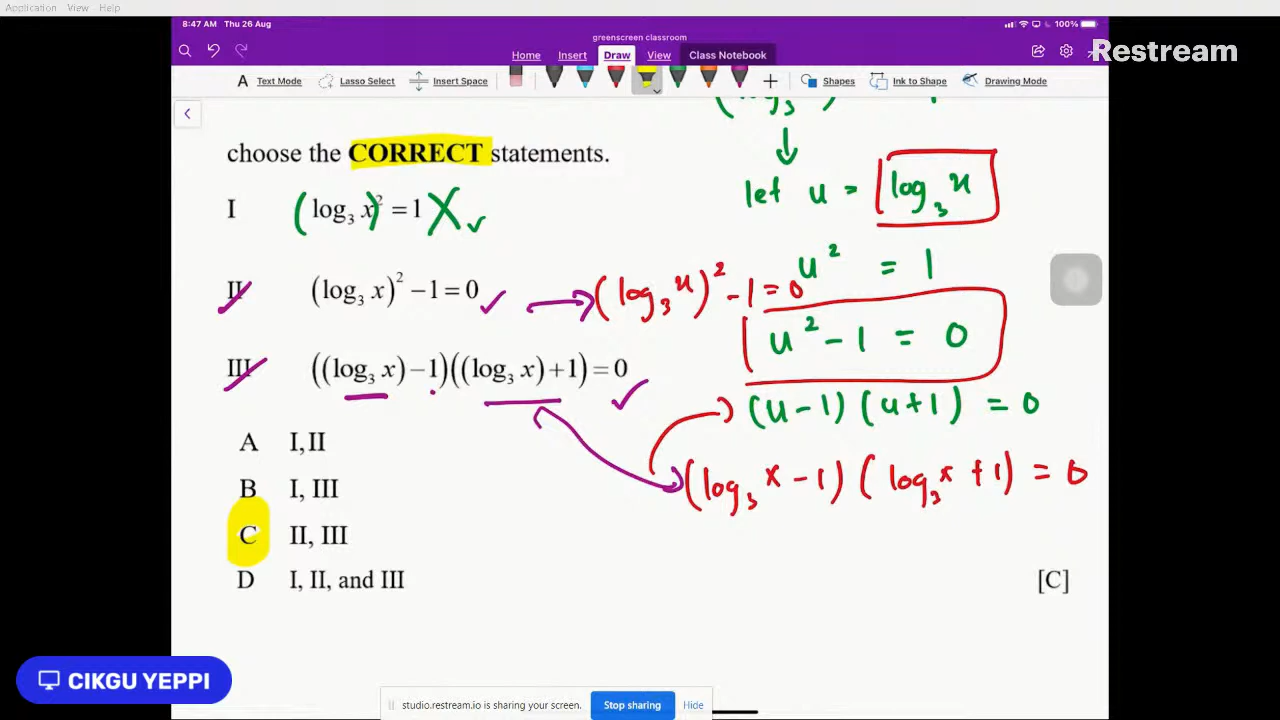 Application View Help
8:47 AM Thu 26 Aug
100%
greenscreen classroom
Home Insert Draw View Class Notebook
Restream
A Text Mode Lasso Select Insert Space Shapes Ink to Shape Drawing Mode
(log₃
choose the CORRECT statements.
let u = log₃ x
I (log₃ x)² = 1 X ✓
u² = 1
II (log₃ x)² − 1 = 0 ✓ → (log₃ x)² − 1 = 0
u² − 1 = 0
III ((log₃ x) − 1)((log₃ x) + 1) = 0 ✓
(u − 1) (u + 1) = 0
A I, II
(log₃ x − 1) (log₃ x + 1) = 0
B I, III
C II, III
D I, II, and III [C]
CIKGU YEPPI
studio.restream.io is sharing your screen. Stop sharing Hide